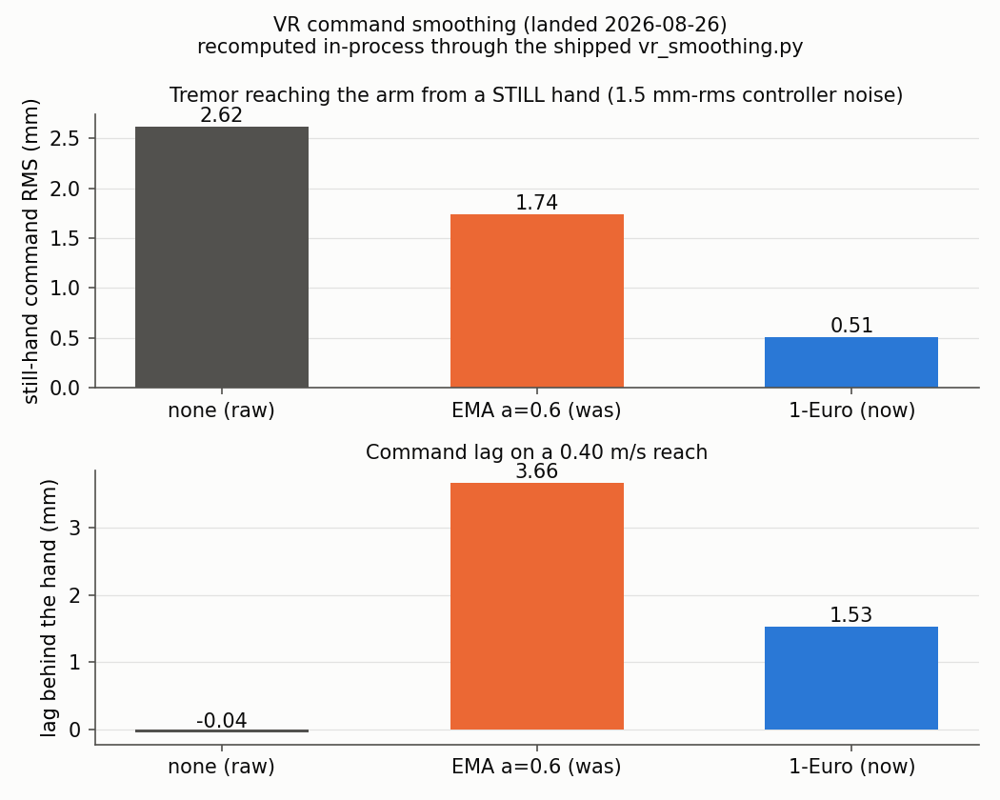 VR command smoothing (landed 2026-08-26)
recomputed in-process through the shipped vr_smoothing.py
Tremor reaching the arm from a STILL hand (1.5 mm-rms controller noise)
still-hand command RMS (mm)
2.5
2.0
1.5
1.0
0.5
0.0
2.62
1.74
0.51
none (raw)
EMA a=0.6 (was)
1-Euro (now)
Command lag on a 0.40 m/s reach
lag behind the hand (mm)
3
2
1
0
-0.04
3.66
1.53
none (raw)
EMA a=0.6 (was)
1-Euro (now)